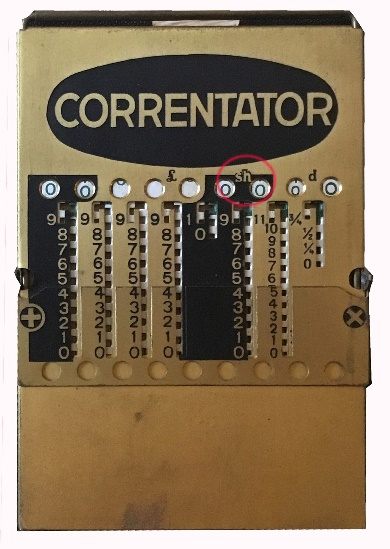 CORRENTATOR
£ sh d
0 0 0 0 0 0
9 9 9 9 1 9 11 ¾
8 8 8 8 0 8 10 ½
7 7 7 7 7 9 ¼
6 6 6 6 6 8 0
5 5 5 5 5 7
4 4 4 4 4 6
3 3 3 3 3 5
2 2 2 2 2 4
1 1 1 1 1 3
0 0 0 0 0 2
1
0